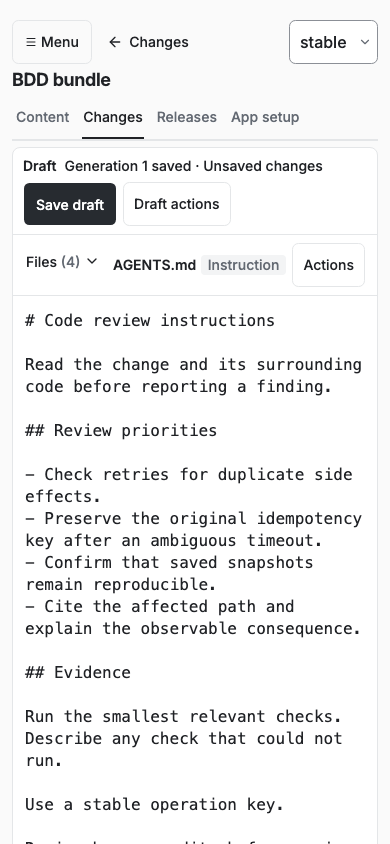 Menu
Changes
stable
BDD bundle
Content Changes Releases App setup
Draft Generation 1 saved · Unsaved changes
Save draft Draft actions
Files (4) AGENTS.md Instruction Actions
# Code review instructions
Read the change and its surrounding
code before reporting a finding.
## Review priorities
- Check retries for duplicate side
effects.
- Preserve the original idempotency
key after an ambiguous timeout.
- Confirm that saved snapshots
remain reproducible.
- Cite the affected path and
explain the observable consequence.
## Evidence
Run the smallest relevant checks.
Describe any check that could not
run.
Use a stable operation key.